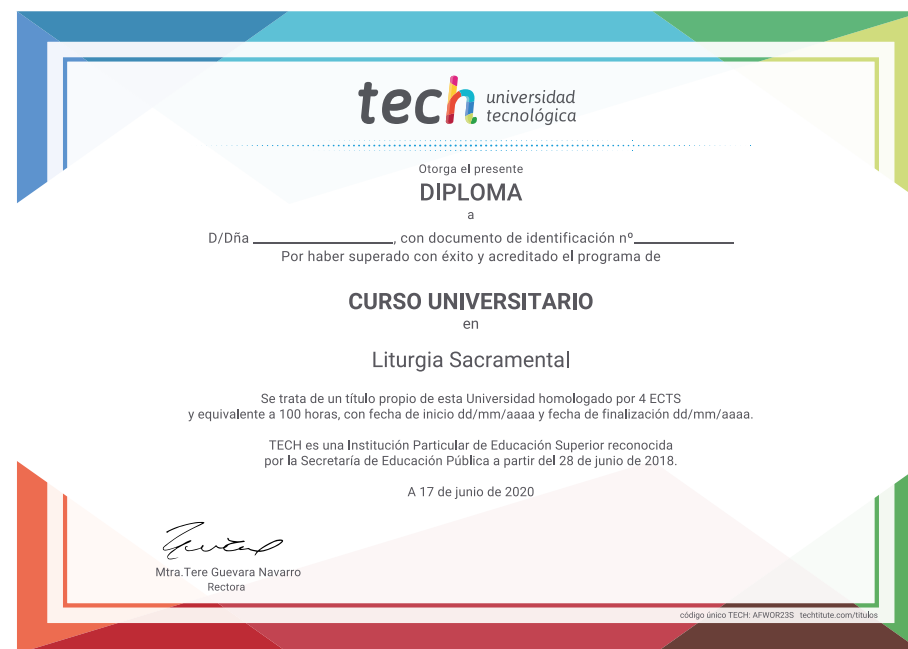 tech universidad
tecnológica
Otorga el presente
DIPLOMA
a
D/Dña ____________________, con documento de identificación nº______________
Por haber superado con éxito y acreditado el programa de
CURSO UNIVERSITARIO
en
Liturgia Sacramental
Se trata de un título propio de esta Universidad homologado por 4 ECTS
y equivalente a 100 horas, con fecha de inicio dd/mm/aaaa y fecha de finalización dd/mm/aaaa.
TECH es una Institución Particular de Educación Superior reconocida
por la Secretaría de Educación Pública a partir del 28 de junio de 2018.
A 17 de junio de 2020
Mtra.Tere Guevara Navarro
Rectora
código único TECH: AFWOR23S techtitute.com/titulos